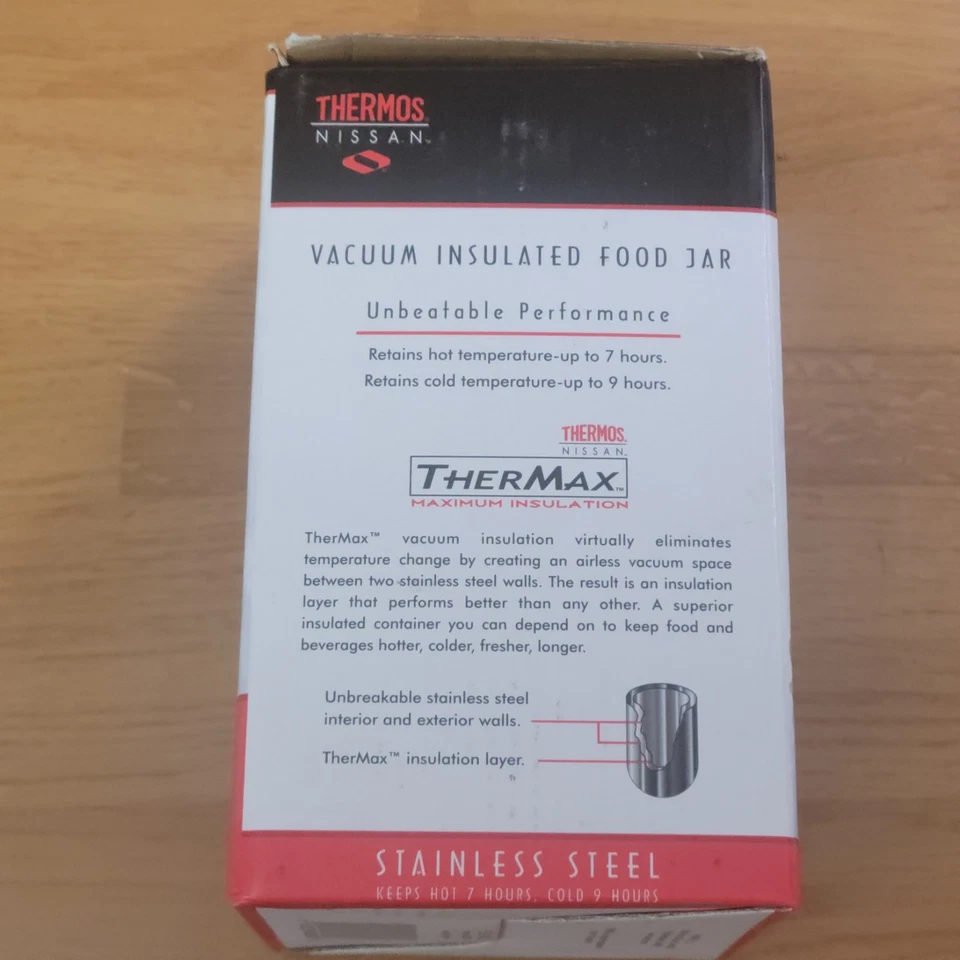 THERMOS
NISSAN™
VACUUM INSULATED FOOD JAR
Unbeatable Performance
Retains hot temperature-up to 7 hours.
Retains cold temperature-up to 9 hours.
THERMOS.
NISSAN.
THERMAX™
MAXIMUM INSULATION
TherMax™ vacuum insulation virtually eliminates
temperature change by creating an airless vacuum space
between two stainless steel walls. The result is an insulation
layer that performs better than any other. A superior
insulated container you can depend on to keep food and
beverages hotter, colder, fresher, longer.
Unbreakable stainless steel
interior and exterior walls.
TherMax™ insulation layer.
STAINLESS STEEL
KEEPS HOT 7 HOURS, COLD 9 HOURS